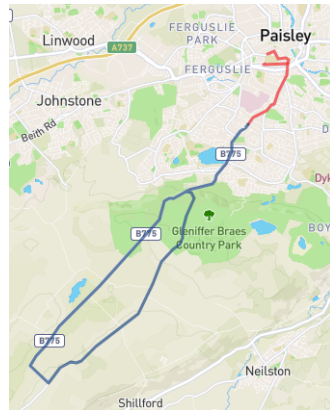 FERGUSLIE
PARK
Paisley
Linwood
A737
FERGUSLIE
Johnstone
Beith Rd
D
B775
Dyk
B775
Gleniffer Braes
Country Park
BOY
B775
Neilston
Shillford